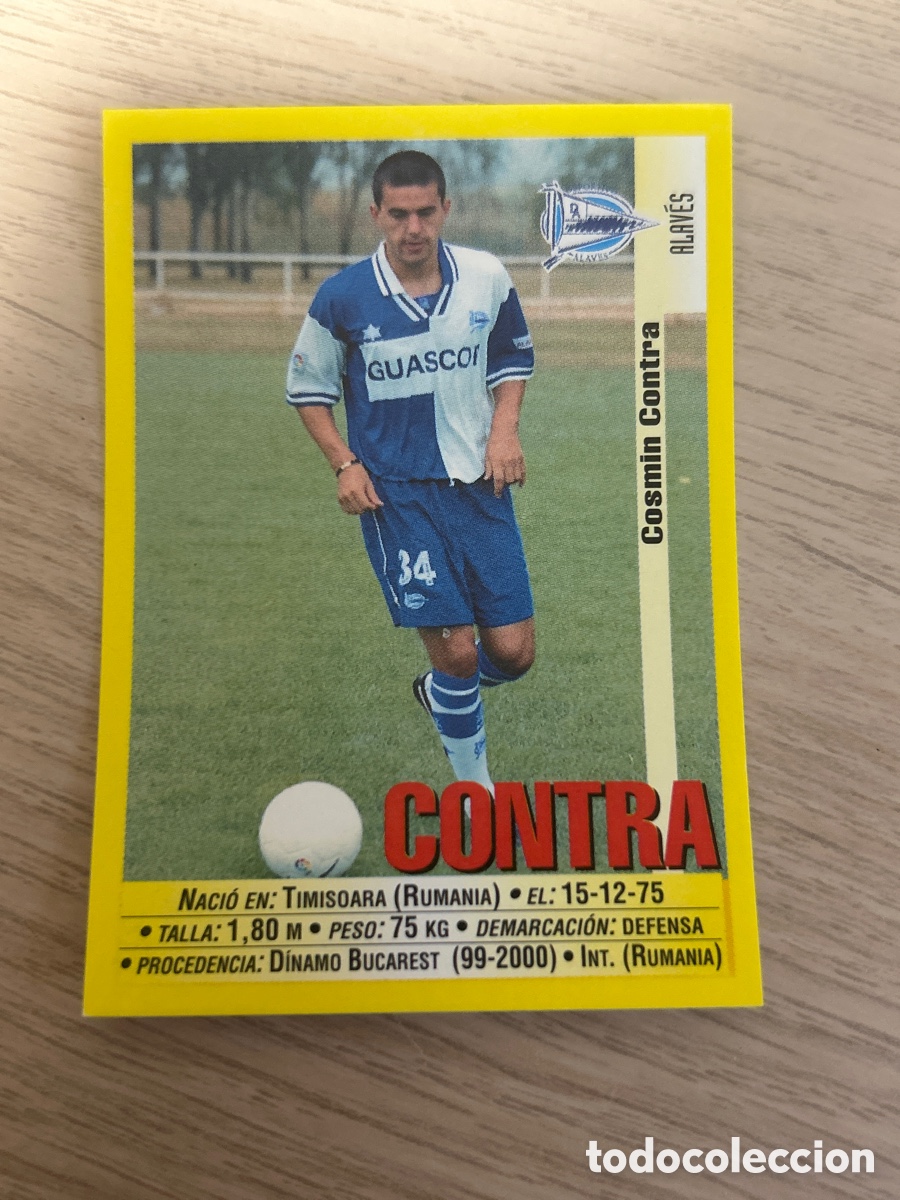 ALAVÉS
ALAVES
Cosmin Contra
GUASCOR
34
CONTRA
NACIÓ EN: TIMISOARA (RUMANIA) • EL: 15-12-75
• TALLA: 1,80 M • PESO: 75 KG • DEMARCACIÓN: DEFENSA
• PROCEDENCIA: DÍNAMO BUCAREST (99-2000) • INT. (RUMANIA)
todocoleccion